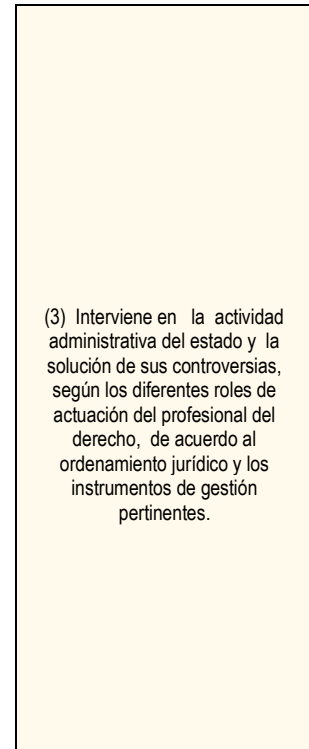 (3) Interviene en la actividad
administrativa del estado y la
solución de sus controversias,
según los diferentes roles de
actuación del profesional del
derecho, de acuerdo al
ordenamiento jurídico y los
instrumentos de gestión
pertinentes.